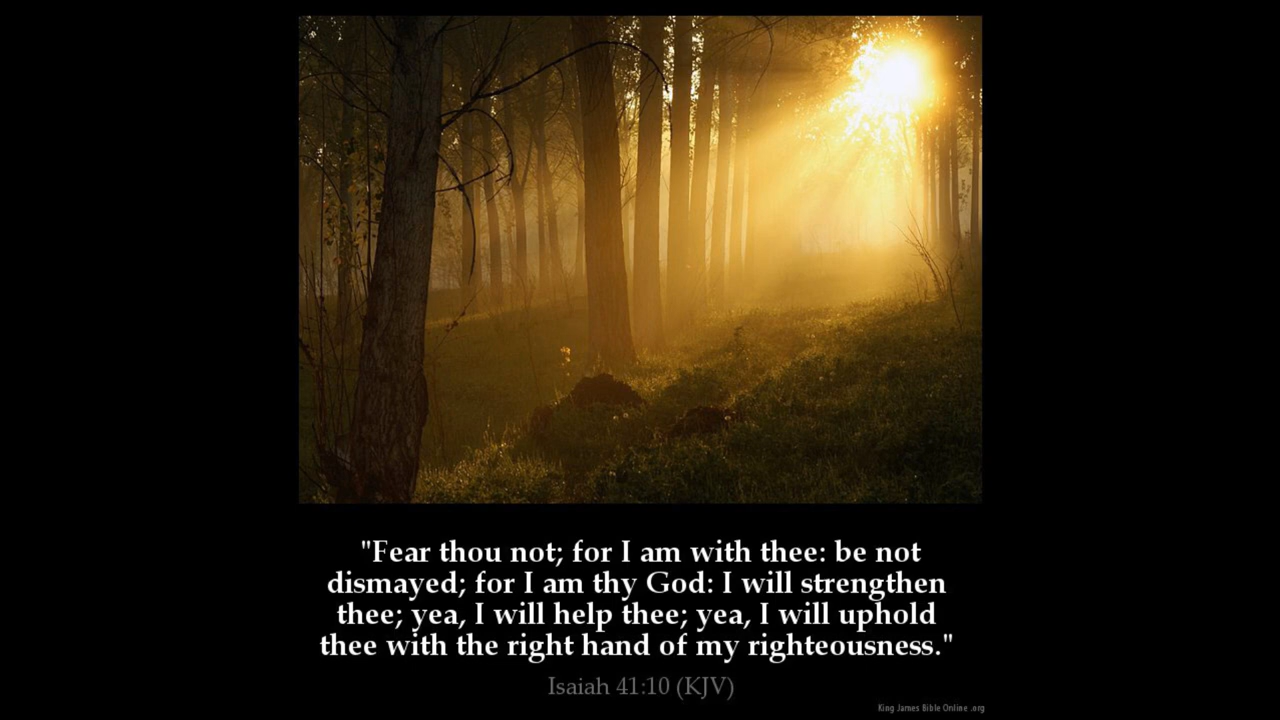 "Fear thou not; for I am with thee: be not
dismayed; for I am thy God: I will strengthen
thee; yea, I will help thee; yea, I will uphold
thee with the right hand of my righteousness."
Isaiah 41:10 (KJV)
King James Bible Online .org